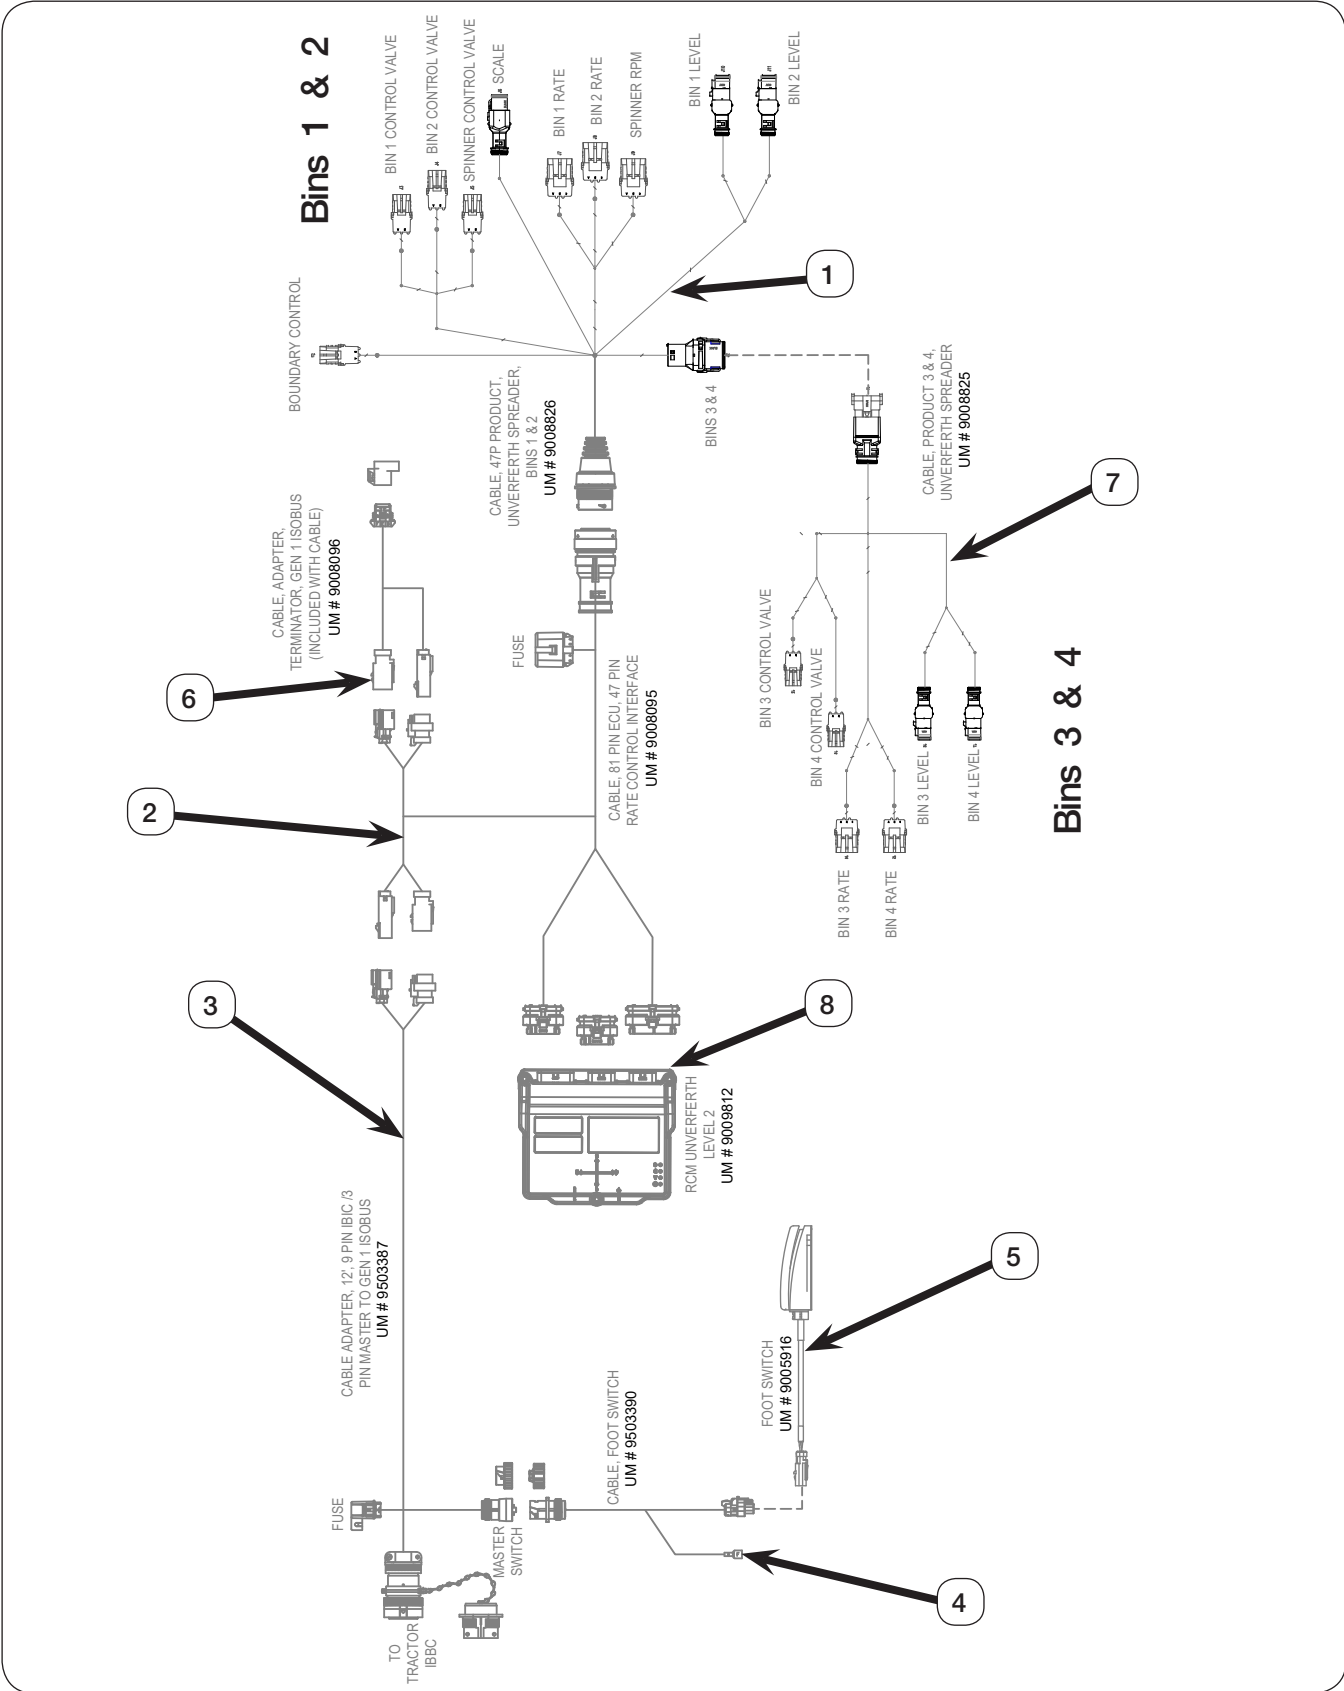 Bins 1 & 2
BIN 1 CONTROL VALVE
BIN 2 CONTROL VALVE
SPINNER CONTROL VALVE
SCALE
BIN 1 RATE
BIN 2 RATE
SPINNER RPM
BIN 1 LEVEL
BIN 2 LEVEL
BOUNDARY CONTROL
1
CABLE, 47P PRODUCT,
UNVERFERTH SPREADER,
BINS 1 & 2
UM # 9008826
BINS 3 & 4
CABLE, PRODUCT 3 & 4,
UNVERFERTH SPREADER
UM # 9008825
7
CABLE, ADAPTER,
TERMINATOR, GEN 1 ISOBUS
(INCLUDED WITH CABLE)
UM # 9008096
6
FUSE
CABLE, 81 PIN ECU, 47 PIN
RATE CONTROL INTERFACE
UM # 9008095
2
BIN 3 CONTROL VALVE
BIN 4 CONTROL VALVE
BIN 3 LEVEL
BIN 4 LEVEL
BIN 3 RATE
BIN 4 RATE
Bins 3 & 4
3
8
RCM UNVERFERTH
LEVEL 2
UM # 9009812
CABLE ADAPTER, 12', 9 PIN IBIC /3
PIN MASTER TO GEN 1 ISOBUS
UM # 9503387
5
FOOT SWITCH
UM # 9005916
CABLE, FOOT SWITCH
UM # 9503390
FUSE
MASTER
SWITCH
4
TO
TRACTOR
IBBC